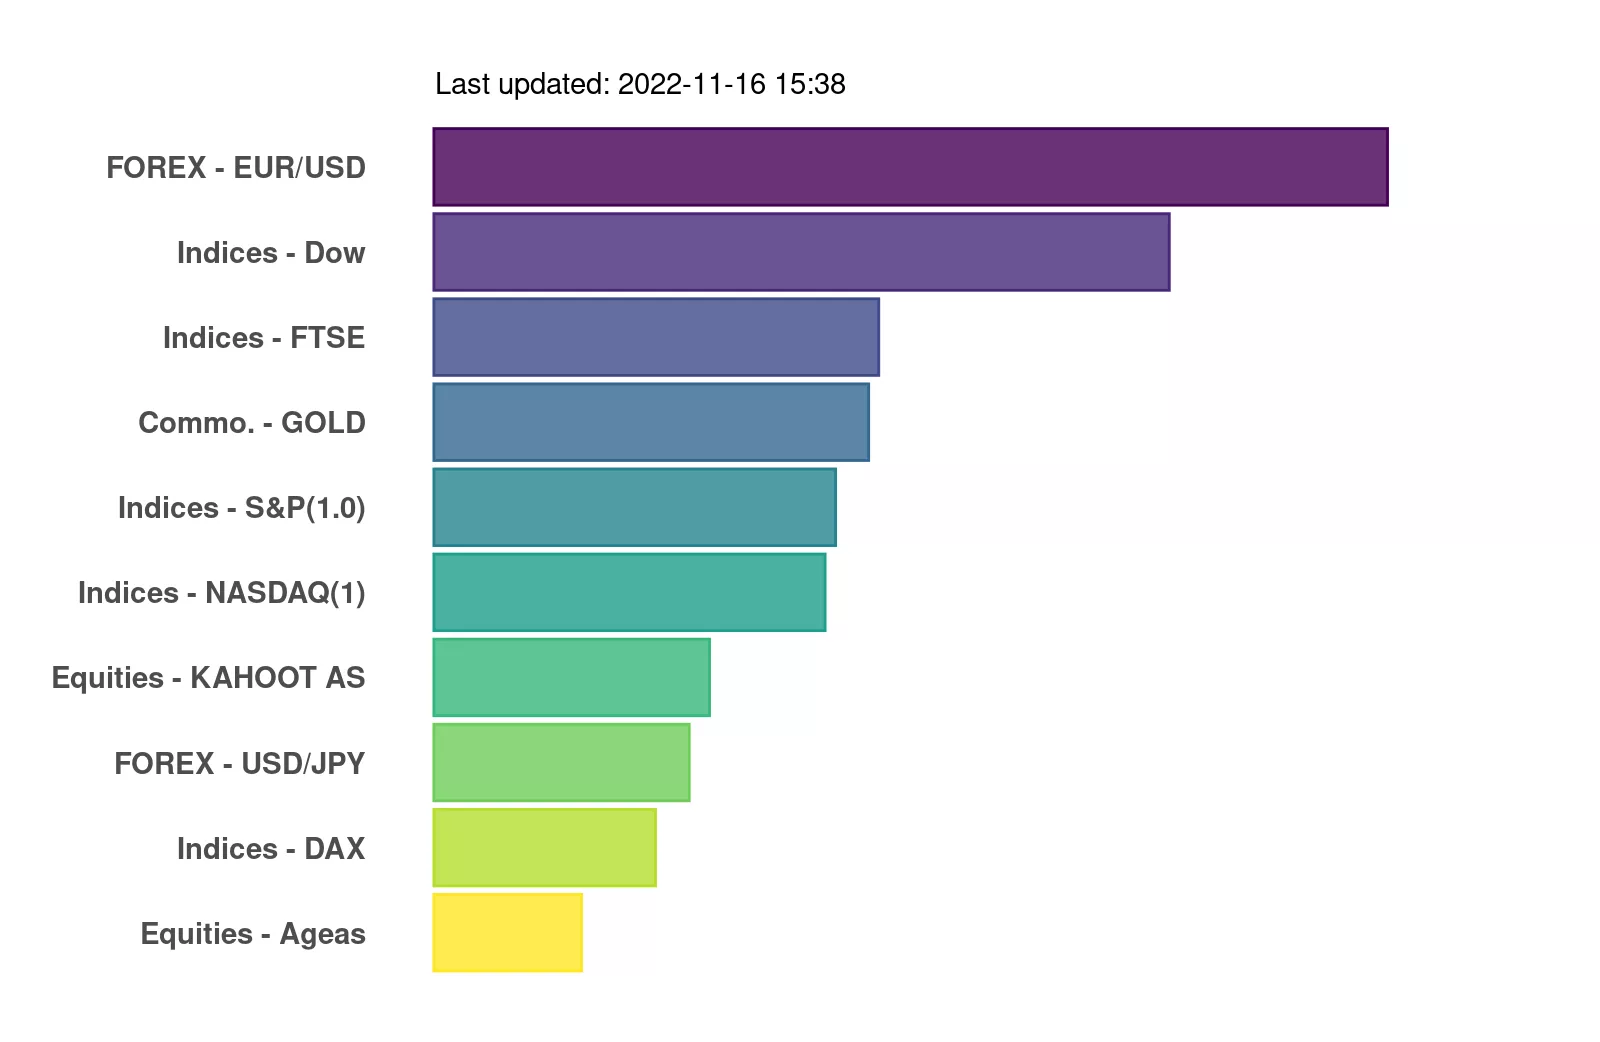 Last updated: 2022-11-16 15:38
FOREX - EUR/USD
Indices - Dow
Indices - FTSE
Commo. - GOLD
Indices - S&P(1.0)
Indices - NASDAQ(1)
Equities - KAHOOT AS
FOREX - USD/JPY
Indices - DAX
Equities - Ageas